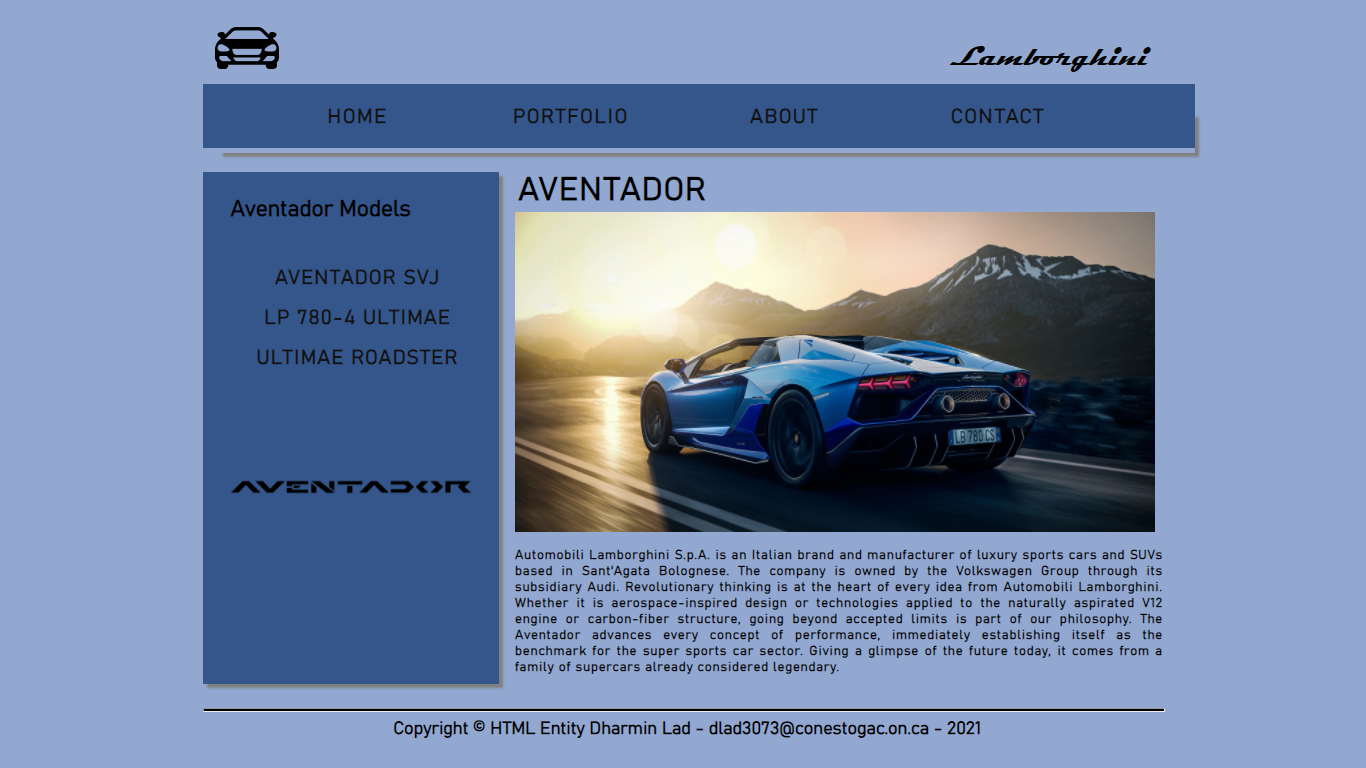 Lamborghini
HOME PORTFOLIO ABOUT CONTACT
Aventador Models
AVENTADOR SVJ
LP 780-4 ULTIMAE
ULTIMAE ROADSTER
AVENTADOR
AVENTADOR
LB 780 CS
Automobili Lamborghini S.p.A. is an Italian brand and manufacturer of luxury sports cars and SUVs
based in Sant'Agata Bolognese. The company is owned by the Volkswagen Group through its
subsidiary Audi. Revolutionary thinking is at the heart of every idea from Automobili Lamborghini.
Whether it is aerospace-inspired design or technologies applied to the naturally aspirated V12
engine or carbon-fiber structure, going beyond accepted limits is part of our philosophy. The
Aventador advances every concept of performance, immediately establishing itself as the
benchmark for the super sports car sector. Giving a glimpse of the future today, it comes from a
family of supercars already considered legendary.
Copyright © HTML Entity Dharmin Lad - dlad3073@conestogac.on.ca - 2021